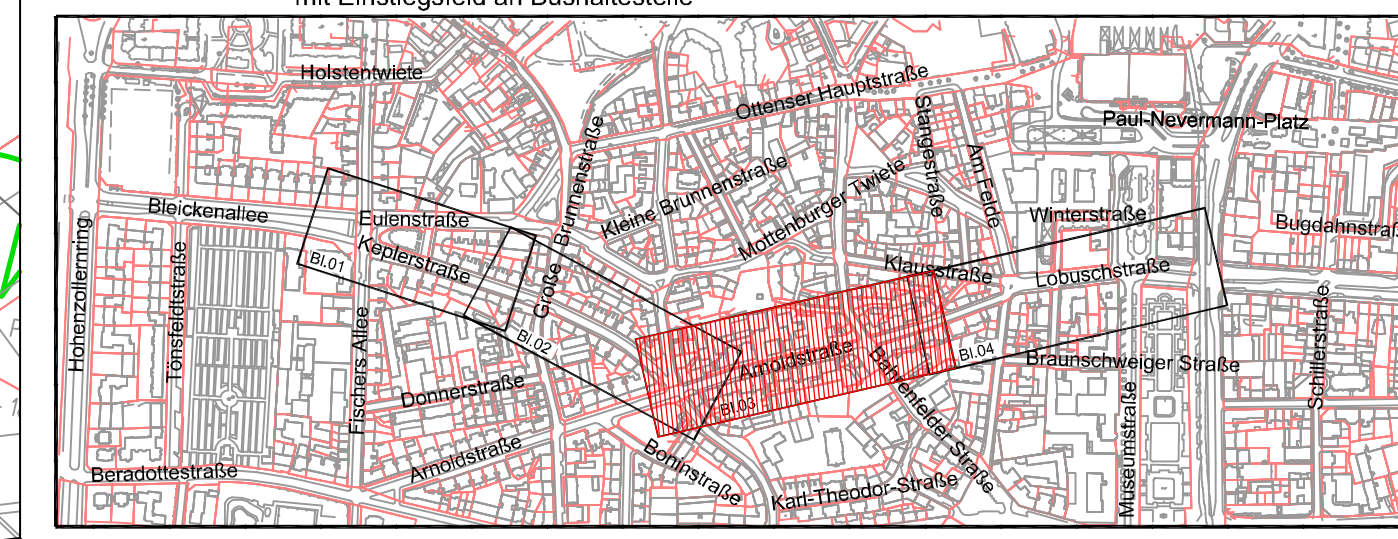 mit Einstiegsfeld an Bushaltestelle
Holstentwiete
Ottenser Hauptstraße
Paul-Nevermann-Platz
Stangestraße
Am Felde
Brunnenstraße
Große
Kleine Brunnenstraße
Mottenburger Twiete
Bleickenallee
Eulenstraße
Winterstraße
Bugdahnstraß
Keplerstraße
Bl.01
Klausstraße
Lobuschstraße
Hohenzollerring
Tönsfeldtstraße
Fischers Allee
Bl.02
Arnoldstraße
Bl.04
Braunschweiger Straße
Schillerstraße
Donnerstraße
Bl.03
Bahrenfelder Straße
Museumstraße
Beradottestraße
Arnoldstraße
Boninstraße
Karl-Theodor-Straße